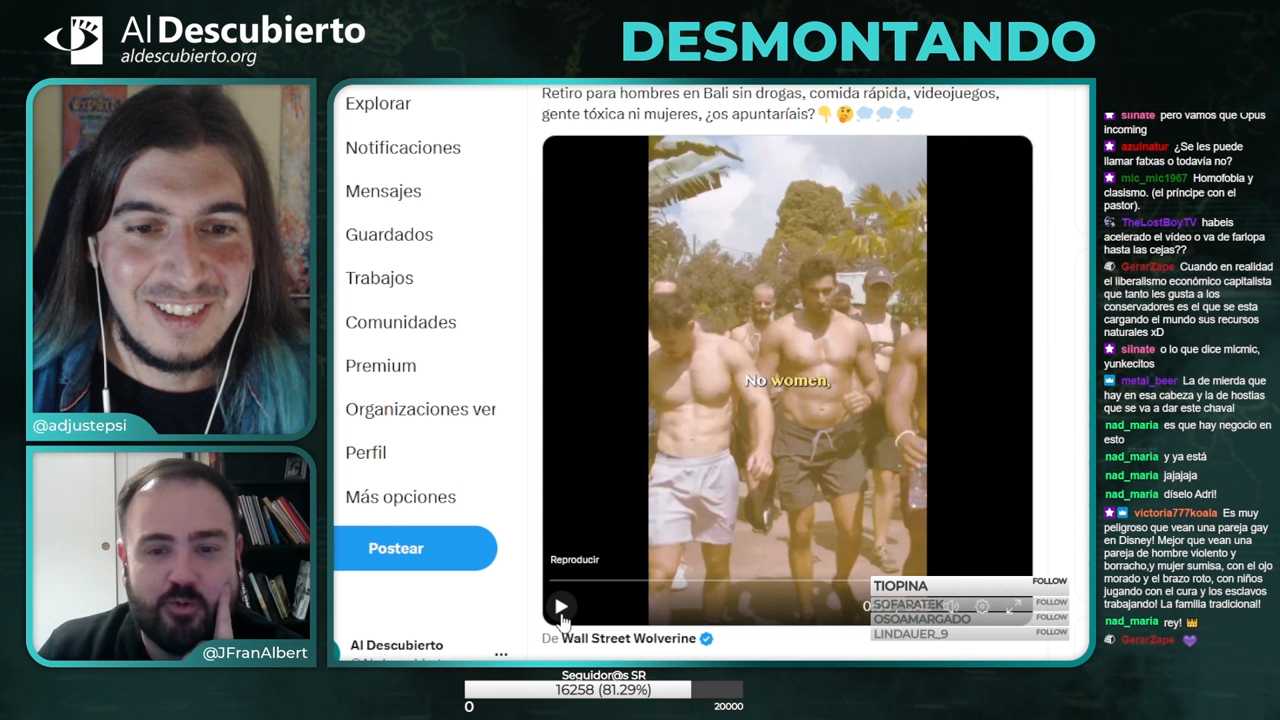 Al Descubierto
aldescubierto.org
DESMONTANDO
@adjustepsi
@JFranAlbert
Explorar
Notificaciones
Mensajes
Guardados
Trabajos
Comunidades
Premium
Organizaciones ver
Perfil
Más opciones
Postear
Al Descubierto
...
Retiro para hombres en Bali sin drogas, comida rápida, videojuegos,
gente tóxica ni mujeres, ¿os apuntaríais?👇🤔💭💭💭
No women,
Reproducir
De Wall Street Wolverine
TIOPINA FOLLOW
SOFARATEK FOLLOW
OSOAMARGADO FOLLOW
LINDAUER_9 FOLLOW
silnate pero vamos que Opus
incoming
azulnatur ¿Se les puede
llamar fatxas o todavía no?
mic_mic1967 Homofobia y
clasismo. (el príncipe con el
pastor).
TheLostBoyTV habeis
acelerado el vídeo o va de farlopa
hasta las cejas??
GerarZape Cuando en realidad
el liberalismo económico capitalista
que tanto les gusta a los
conservadores es el que se esta
cargando el mundo sus recursos
naturales xD
silnate o lo que dice micmic,
yunkecitos
metal_beer La de mierda que
hay en esa cabeza y la de hostias
que se va a dar este chaval
nad_maria es que hay negocio en
esto
nad_maria y ya está
nad_maria jajajaja
nad_maria díselo Adri!
victoria777koala Es muy
peligroso que vean una pareja gay
en Disney! Mejor que vean una
pareja de hombre violento y
borracho,y mujer sumisa, con el ojo
morado y el brazo roto, con niños
jugando con el cura y los esclavos
trabajando! La familia tradicional!
nad_maria rey! 👑
GerarZape 💜
Seguidor@s SR
16258 (81.29%)
0
20000